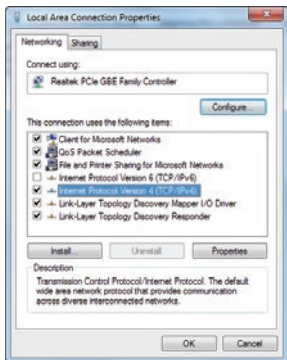 Local Area Connection Properties
Networking
Sharing
Connect using:
Realtek PCIe GBE Family Controller
Configure...
This connection uses the following items:
Client for Microsoft Networks
QoS Packet Scheduler
File and Printer Sharing for Microsoft Networks
Internet Protocol Version 6 (TCP/IPv6)
Internet Protocol Version 4 (TCP/IPv4)
Link-Layer Topology Discovery Mapper I/O Driver
Link-Layer Topology Discovery Responder
Install...
Uninstall
Properties
Description
Transmission Control Protocol/Internet Protocol. The default
wide area network protocol that provides communication
across diverse interconnected networks.
OK
Cancel